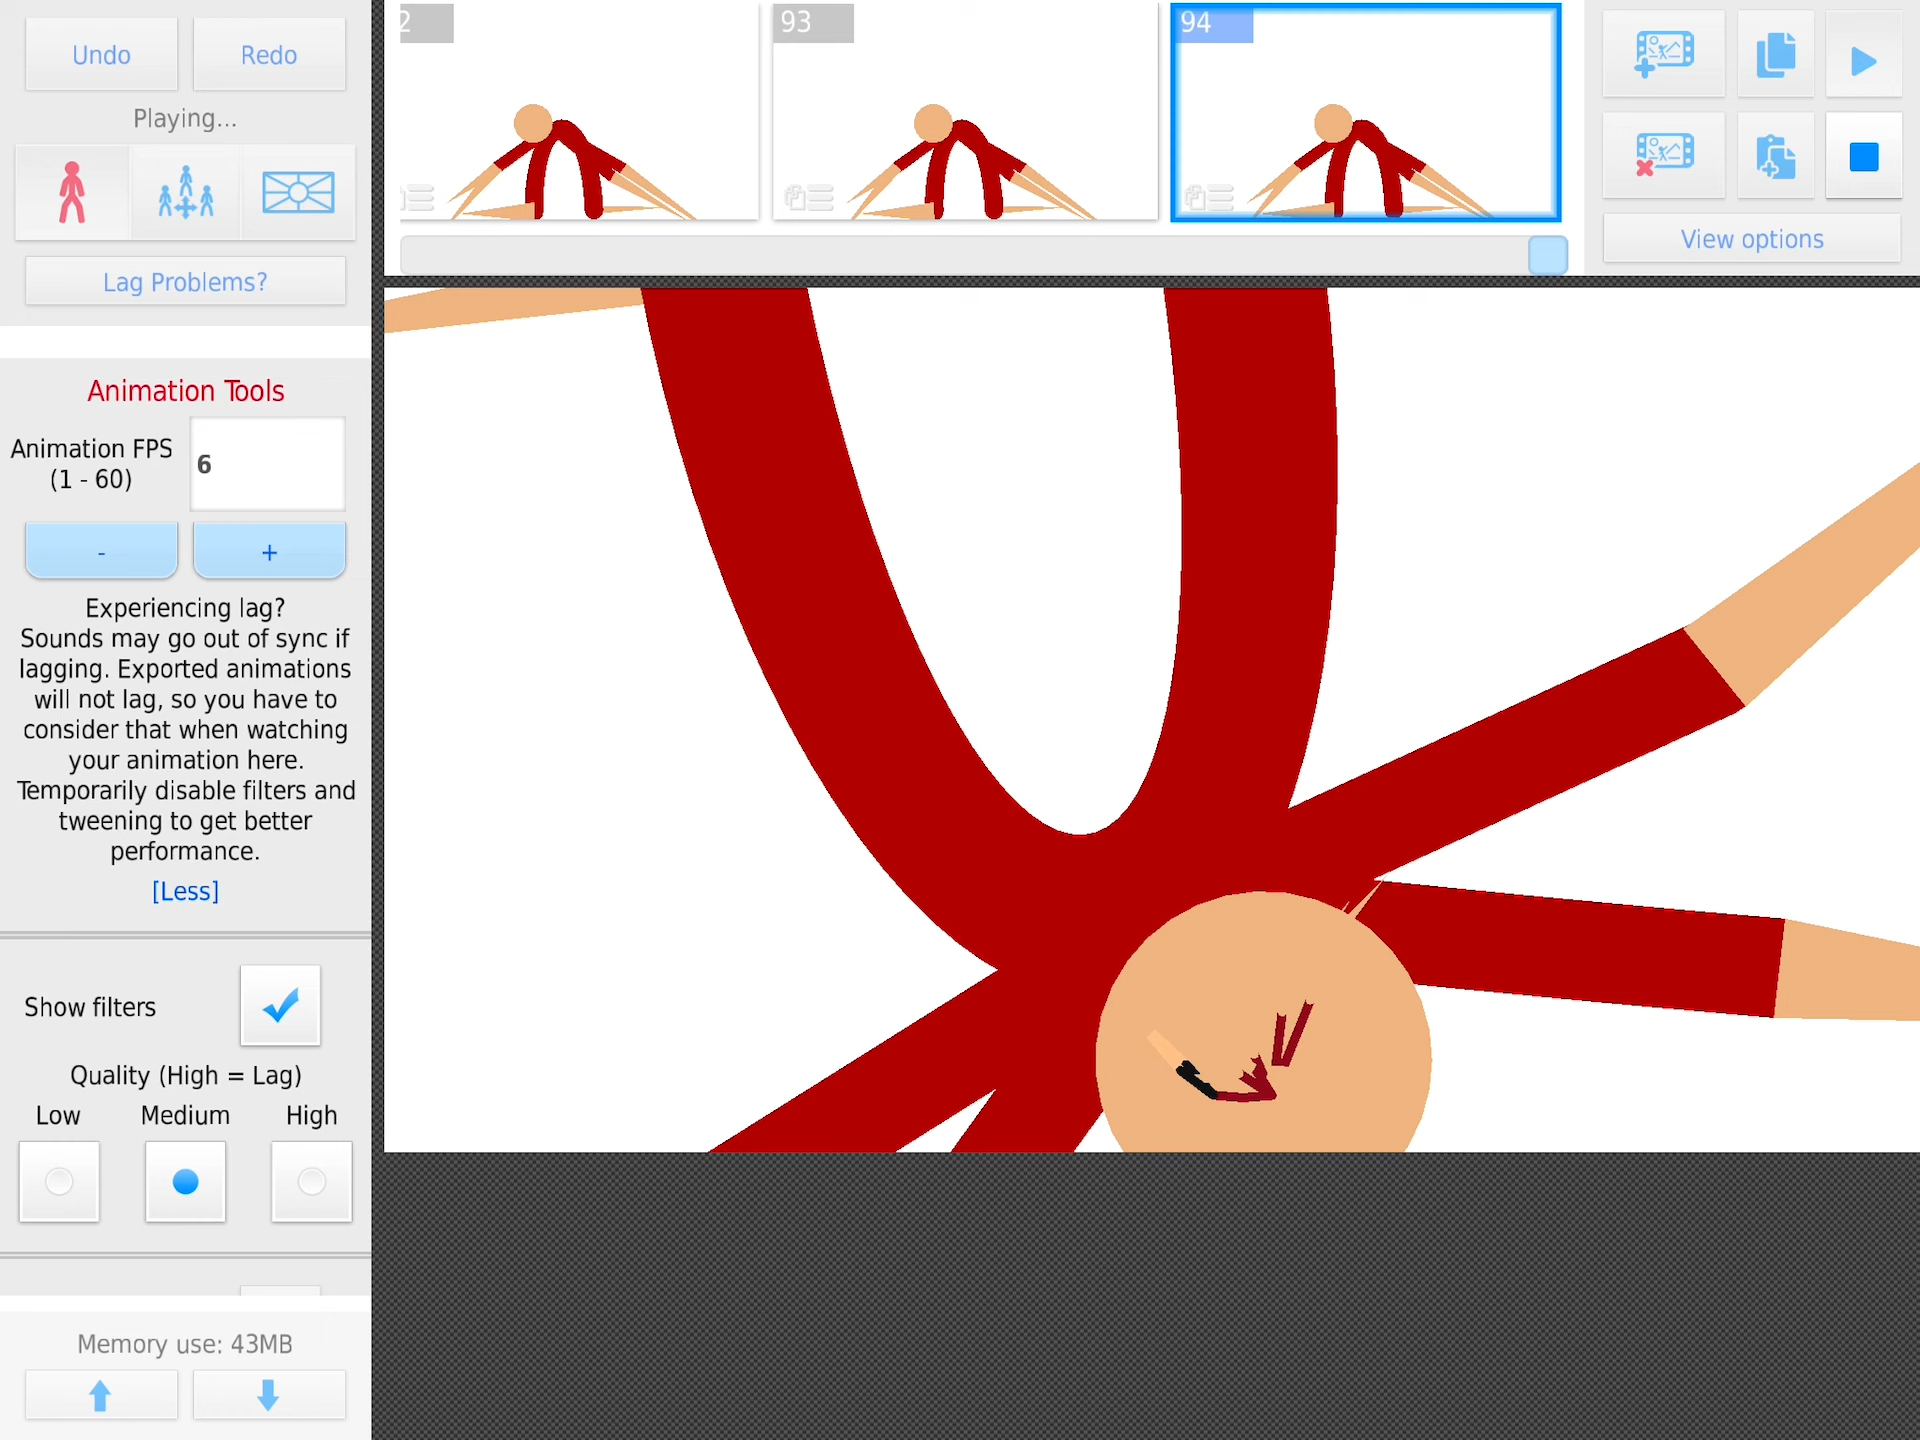 Undo
Redo
Playing...
Lag Problems?
Animation Tools
Animation FPS
(1 - 60)
6
-
+
Experiencing lag?
Sounds may go out of sync if
lagging. Exported animations
will not lag, so you have to
consider that when watching
your animation here.
Temporarily disable filters and
tweening to get better
performance.
[Less]
Show filters
Quality (High = Lag)
Low
Medium
High
Memory use: 43MB
2
93
94
View options